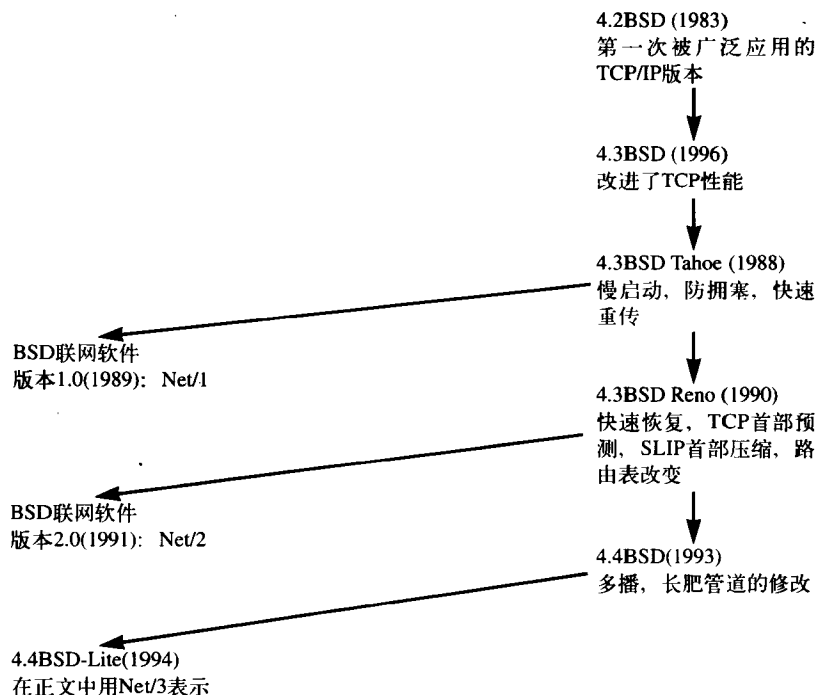 4.2BSD (1983)
第一次被广泛应用的
TCP/IP版本
4.3BSD (1996)
改进了TCP性能
4.3BSD Tahoe (1988)
慢启动，防拥塞，快速
重传
BSD联网软件
版本1.0(1989): Net/1
4.3BSD Reno (1990)
快速恢复，TCP首部预
测，SLIP首部压缩，路
由表改变
BSD联网软件
版本2.0(1991): Net/2
4.4BSD(1993)
多播，长肥管道的修改
4.4BSD-Lite(1994)
在正文中用Net/3表示